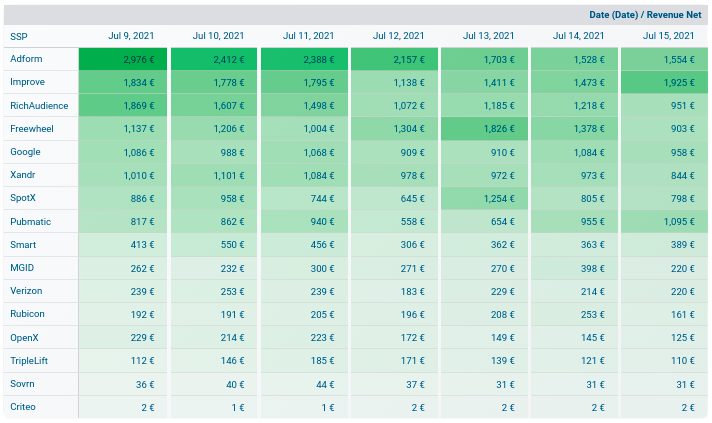 Date (Date) / Revenue Net
SSP Jul 9, 2021 Jul 10, 2021 Jul 11, 2021 Jul 12, 2021 Jul 13, 2021 Jul 14, 2021 Jul 15, 2021
Adform 2,976 € 2,412 € 2,388 € 2,157 € 1,703 € 1,528 € 1,554 €
Improve 1,834 € 1,778 € 1,795 € 1,138 € 1,411 € 1,473 € 1,925 €
RichAudience 1,869 € 1,607 € 1,498 € 1,072 € 1,185 € 1,218 € 951 €
Freewheel 1,137 € 1,206 € 1,004 € 1,304 € 1,826 € 1,378 € 903 €
Google 1,086 € 988 € 1,068 € 909 € 910 € 1,084 € 958 €
Xandr 1,010 € 1,101 € 1,084 € 978 € 972 € 973 € 844 €
SpotX 886 € 958 € 744 € 645 € 1,254 € 805 € 798 €
Pubmatic 817 € 862 € 940 € 558 € 654 € 955 € 1,095 €
Smart 413 € 550 € 456 € 306 € 362 € 363 € 389 €
MGID 262 € 232 € 300 € 271 € 270 € 398 € 220 €
Verizon 239 € 253 € 239 € 183 € 229 € 214 € 220 €
Rubicon 192 € 191 € 205 € 196 € 208 € 253 € 161 €
OpenX 229 € 214 € 223 € 172 € 149 € 145 € 125 €
TripleLift 112 € 146 € 185 € 171 € 139 € 121 € 110 €
Sovrn 36 € 40 € 44 € 37 € 31 € 31 € 31 €
Criteo 2 € 1 € 1 € 2 € 2 € 2 € 2 €